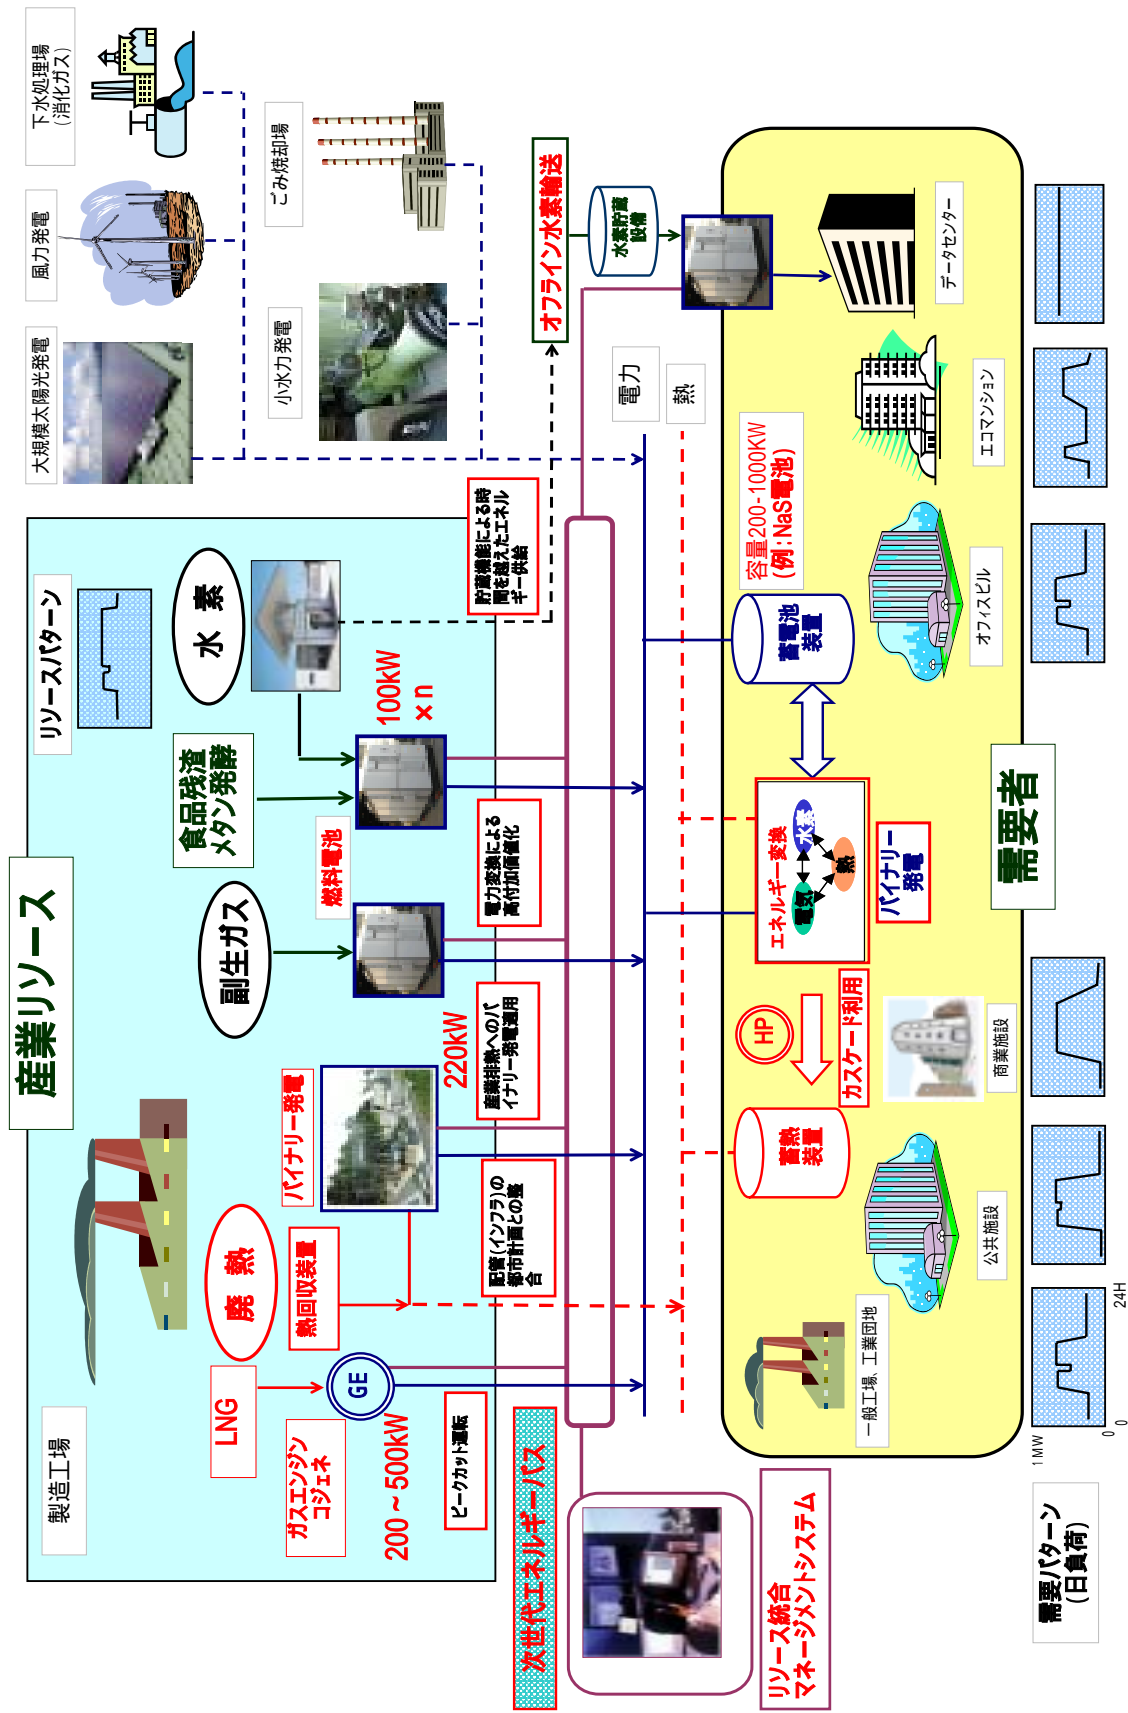 産業リソース
製造工場
LNG
廃 熱
副生ガス
食品残渣
メタン発酵
水 素
リソースパターン
大規模太陽光発電
風力発電
下水処理場
(消化ガス)
小水力発電
ごみ焼却場
ガスエンジン
コジェネ
GE
200~500kW
熱回収装置
バイナリー発電
220kW
燃料電池
100kW
×n
ピークカット運転
配管(インフラ)の
都市計画との整
合
産業排熱へのバ
イナリー発電適用
電力変換による
高付加価値化
貯蔵機能による時
間を越えたエネル
ギー供給
オフライン水素輸送
水素貯蔵
設備
次世代エネルギーパス
電力
熱
リソース統合
マネージメントシステム
蓄熱
装置
HP
カスケード利用
エネルギー変換
電気
水素
熱
バイナリー
発電
蓄電池
装置
容量200-1000KW
(例:NaS電池)
一般工場、工業団地
公共施設
商業施設
需要者
オフィスビル
エコマンション
データセンター
需要パターン
(日負荷)
1MW
0
0
24H